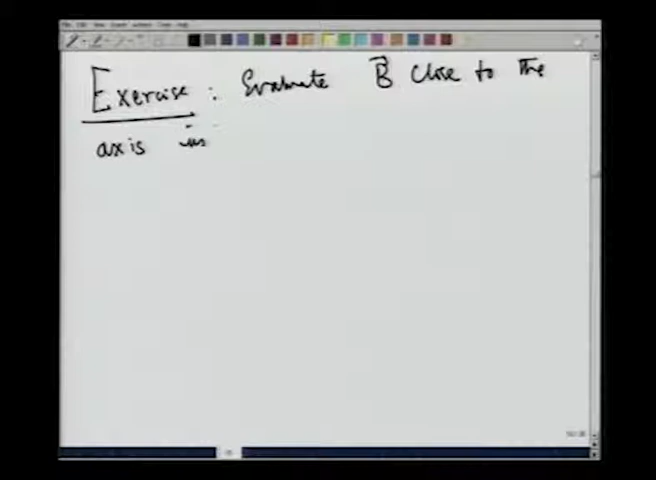 Exercise : Evaluate B⃗ close to the
axis